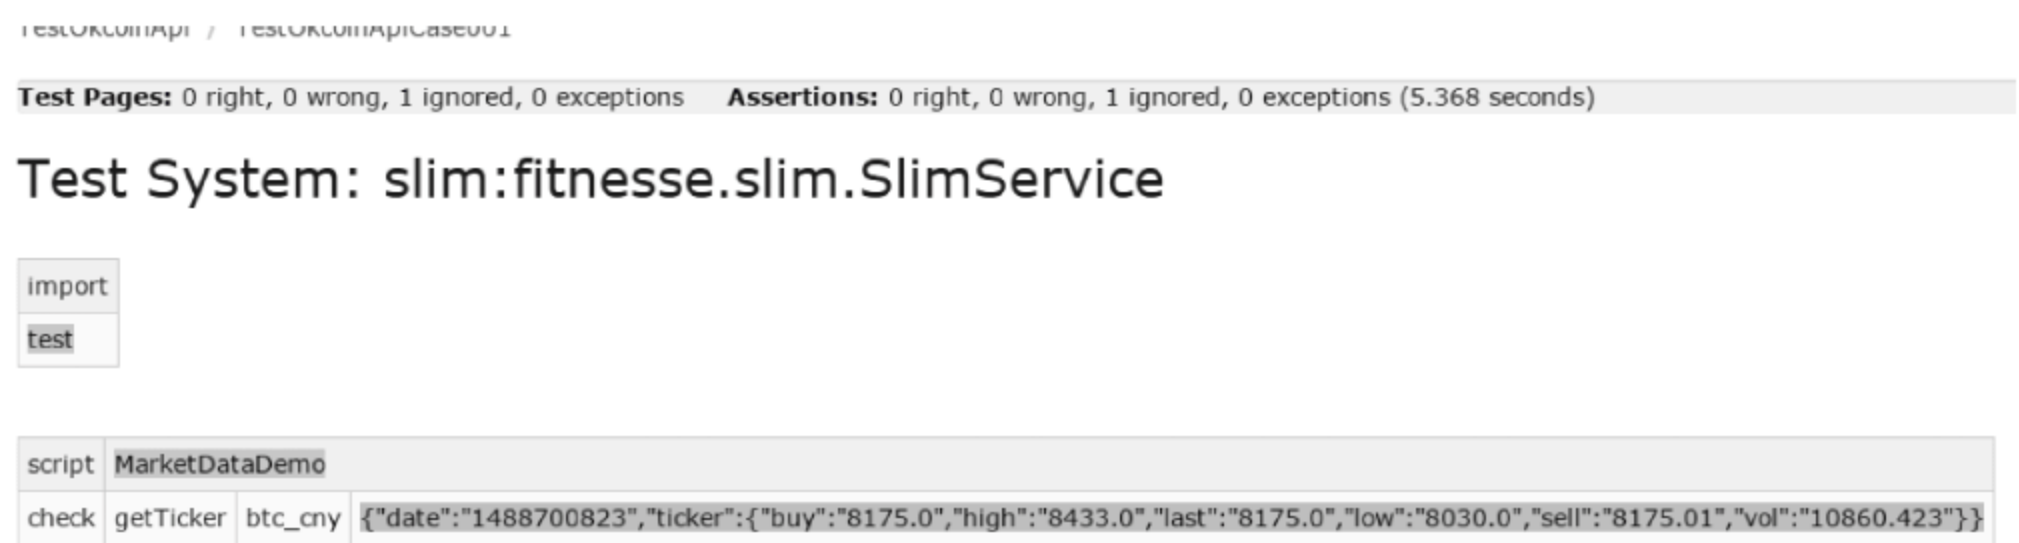 TestOkcoinApi / TestOkcoinApiCase001
Test Pages: 0 right, 0 wrong, 1 ignored, 0 exceptions Assertions: 0 right, 0 wrong, 1 ignored, 0 exceptions (5.368 seconds)
Test System: slim:fitnesse.slim.SlimService
import
test
script MarketDataDemo
check getTicker btc_cny {"date":"1488700823","ticker":{"buy":"8175.0","high":"8433.0","last":"8175.0","low":"8030.0","sell":"8175.01","vol":"10860.423"}}